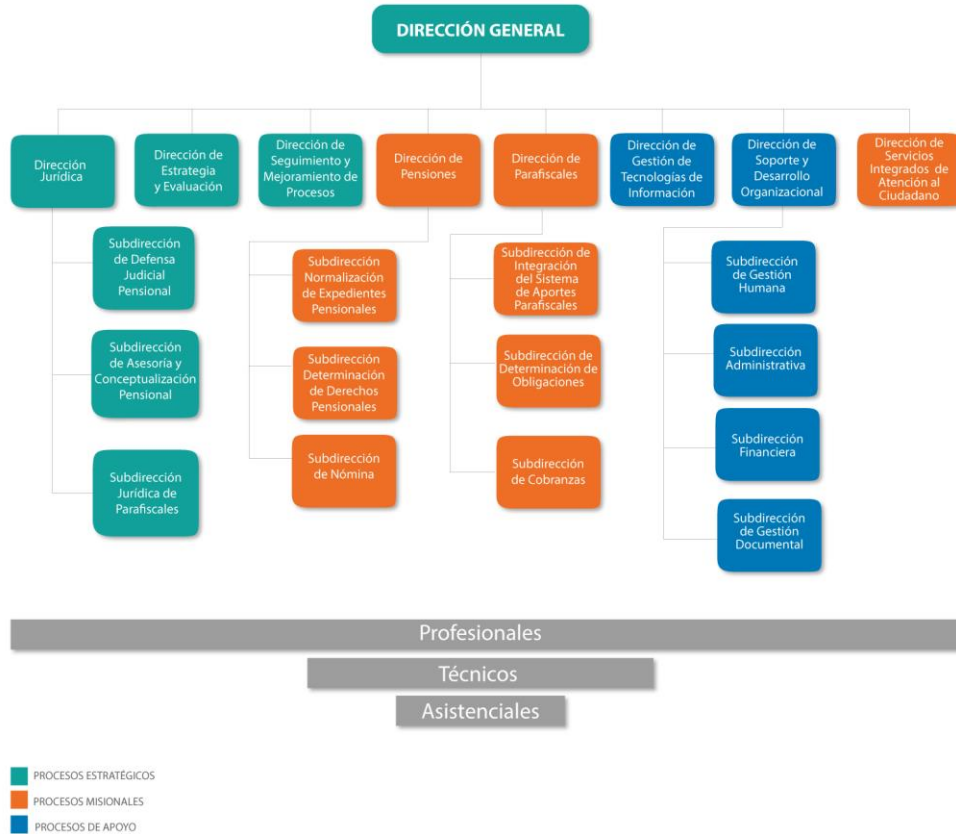 DIRECCIÓN GENERAL
Dirección
Jurídica
Dirección de
Estrategia
y Evaluación
Dirección de
Seguimiento y
Mejoramiento de
Procesos
Dirección de
Pensiones
Dirección de
Parafiscales
Dirección de
Gestión de
Tecnologías de
Información
Dirección de
Soporte y
Desarrollo
Organizacional
Dirección de
Servicios
Integrados de
Atención al
Ciudadano
Subdirección
de Defensa
Judicial
Pensional
Subdirección
de Asesoría y
Conceptualización
Pensional
Subdirección
Jurídica de
Parafiscales
Subdirección
Normalización
de Expedientes
Pensionales
Subdirección
Determinación
de Derechos
Pensionales
Subdirección
de Nómina
Subdirección de
Integración
del Sistema
de Aportes
Parafiscales
Subdirección de
Determinación de
Obligaciones
Subdirección
de Cobranzas
Subdirección
de Gestión
Humana
Subdirección
Administrativa
Subdirección
Financiera
Subdirección
de Gestión
Documental
Profesionales
Técnicos
Asistenciales
PROCESOS ESTRATÉGICOS
PROCESOS MISIONALES
PROCESOS DE APOYO